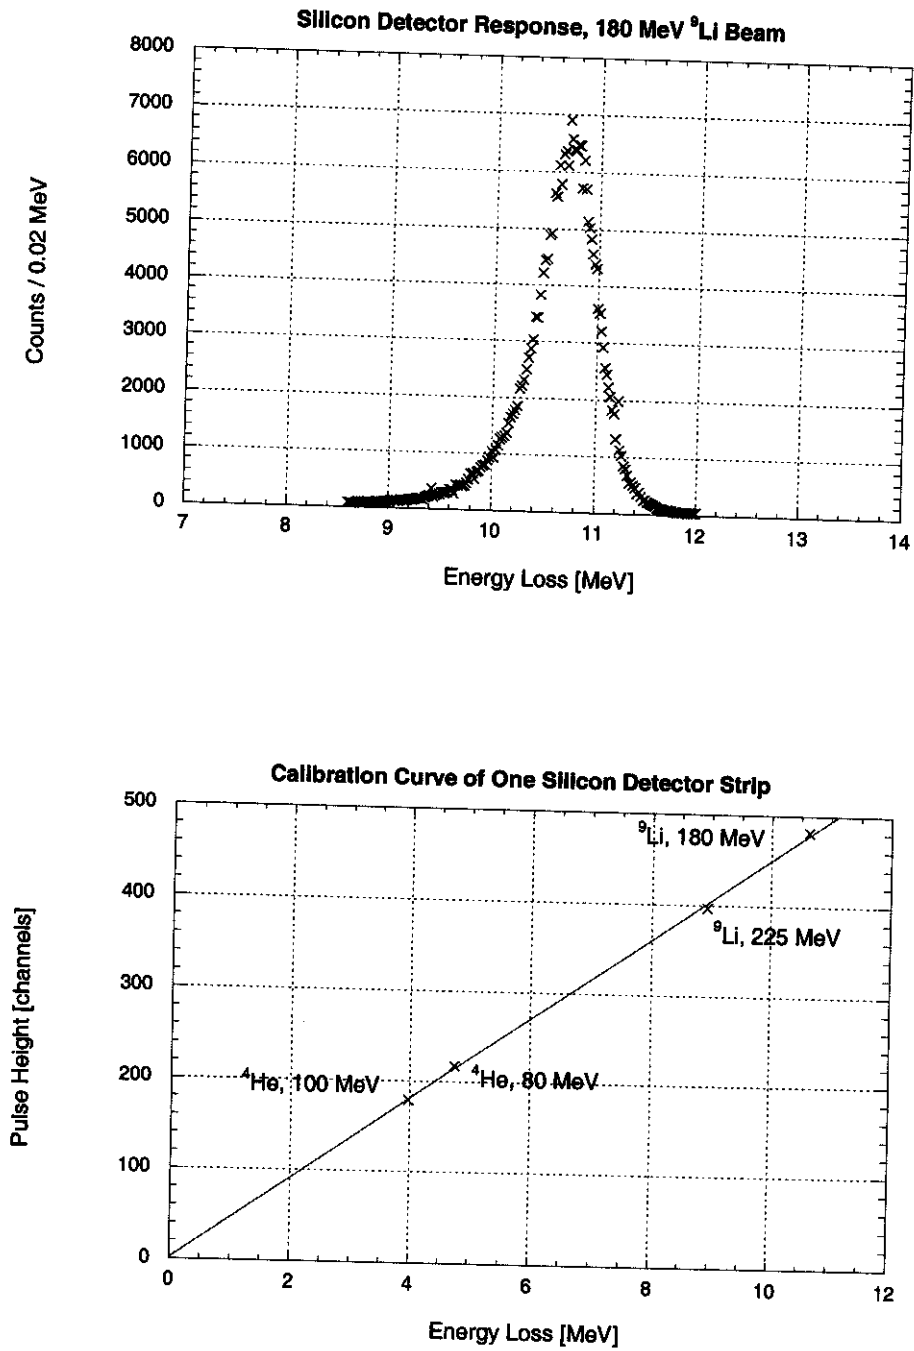 Silicon Detector Response, 180 MeV ⁹Li Beam
8000
7000
6000
5000
4000
3000
2000
1000
0
Counts / 0.02 MeV
7 8 9 10 11 12 13 14
Energy Loss [MeV]
Calibration Curve of One Silicon Detector Strip
500
400
300
200
100
0
Pulse Height [channels]
⁹Li, 180 MeV
⁹Li, 225 MeV
⁴He, 100 MeV
⁴He, 80 MeV
0 2 4 6 8 10 12
Energy Loss [MeV]